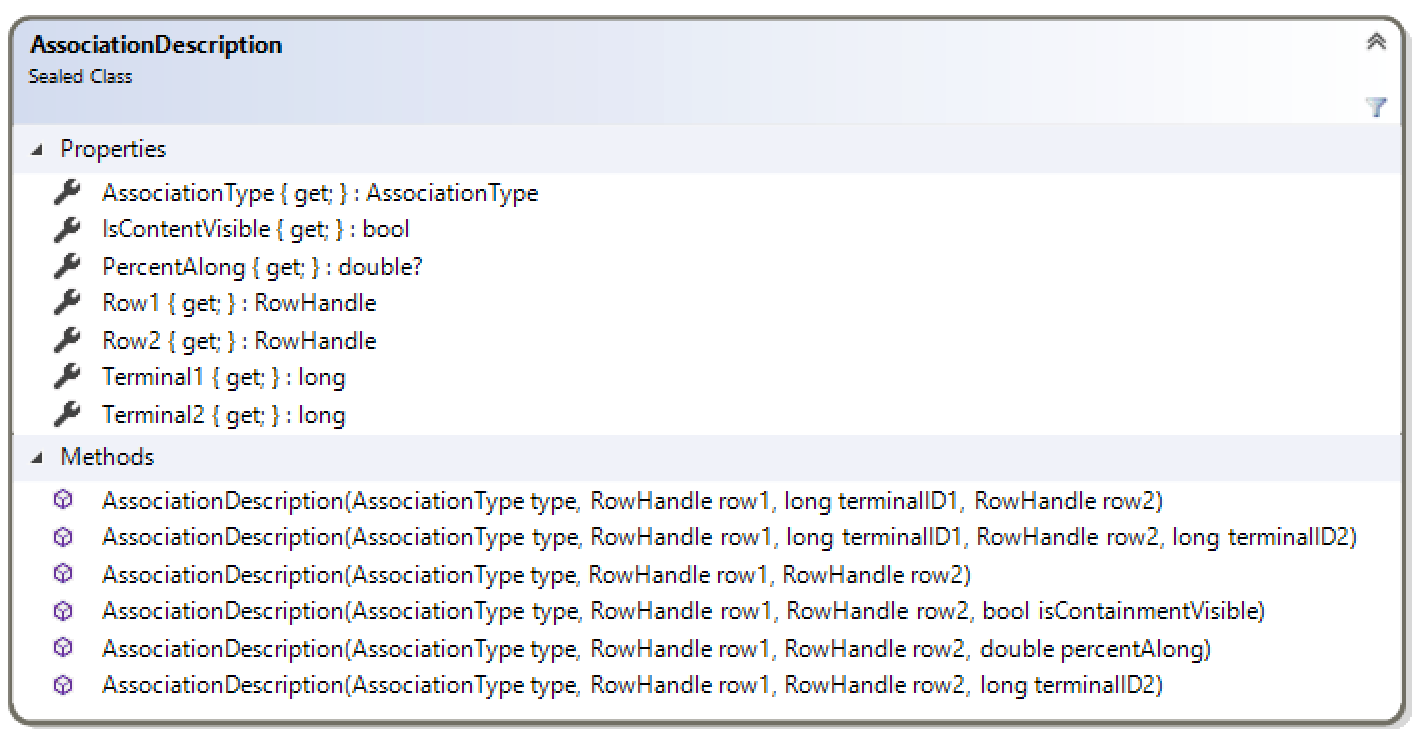 AssociationDescription
Sealed Class
Properties
AssociationType { get; } : AssociationType
IsContentVisible { get; } : bool
PercentAlong { get; } : double?
Row1 { get; } : RowHandle
Row2 { get; } : RowHandle
Terminal1 { get; } : long
Terminal2 { get; } : long
Methods
AssociationDescription(AssociationType type, RowHandle row1, long terminalID1, RowHandle row2)
AssociationDescription(AssociationType type, RowHandle row1, long terminalID1, RowHandle row2, long terminalID2)
AssociationDescription(AssociationType type, RowHandle row1, RowHandle row2)
AssociationDescription(AssociationType type, RowHandle row1, RowHandle row2, bool isContainmentVisible)
AssociationDescription(AssociationType type, RowHandle row1, RowHandle row2, double percentAlong)
AssociationDescription(AssociationType type, RowHandle row1, RowHandle row2, long terminalID2)